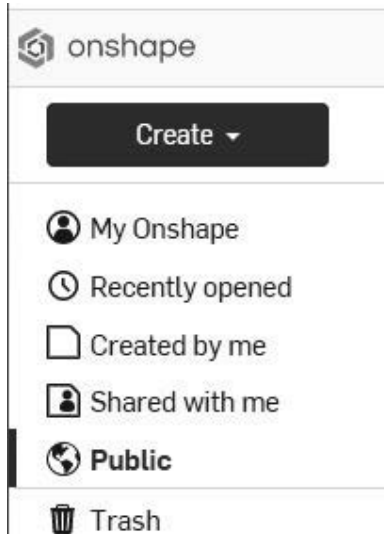 onshape
Create
My Onshape
Recently opened
Created by me
Shared with me
Public
Trash